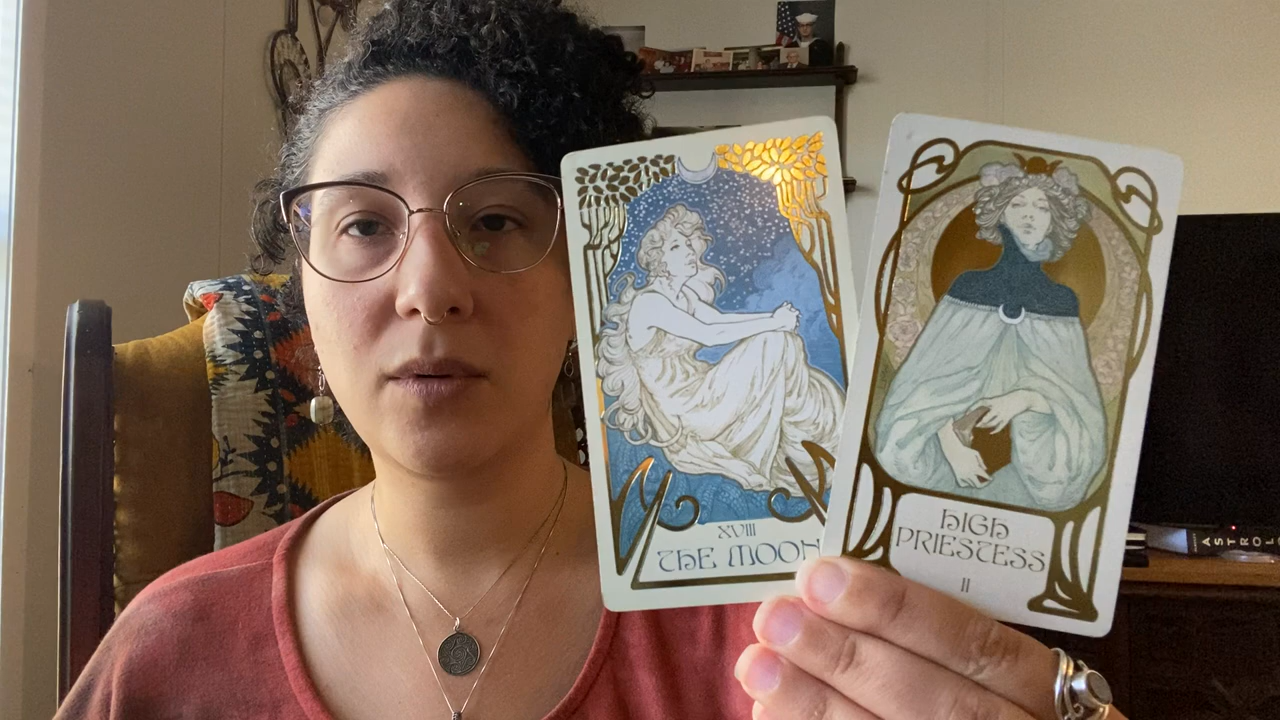 XVIII
THE MOON
HIGH
PRIESTESS
II
ASTROL